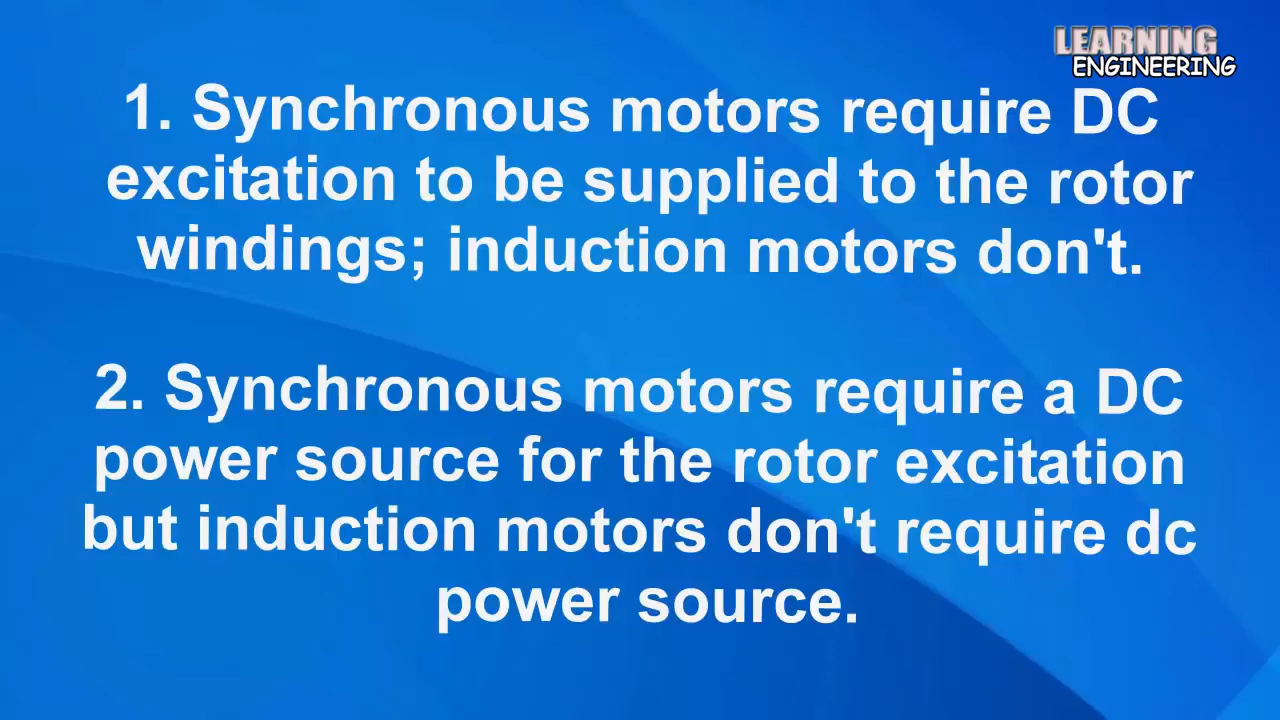 LEARNING
ENGINEERING
1. Synchronous motors require DC
excitation to be supplied to the rotor
windings; induction motors don't.
2. Synchronous motors require a DC
power source for the rotor excitation
but induction motors don't require dc
power source.